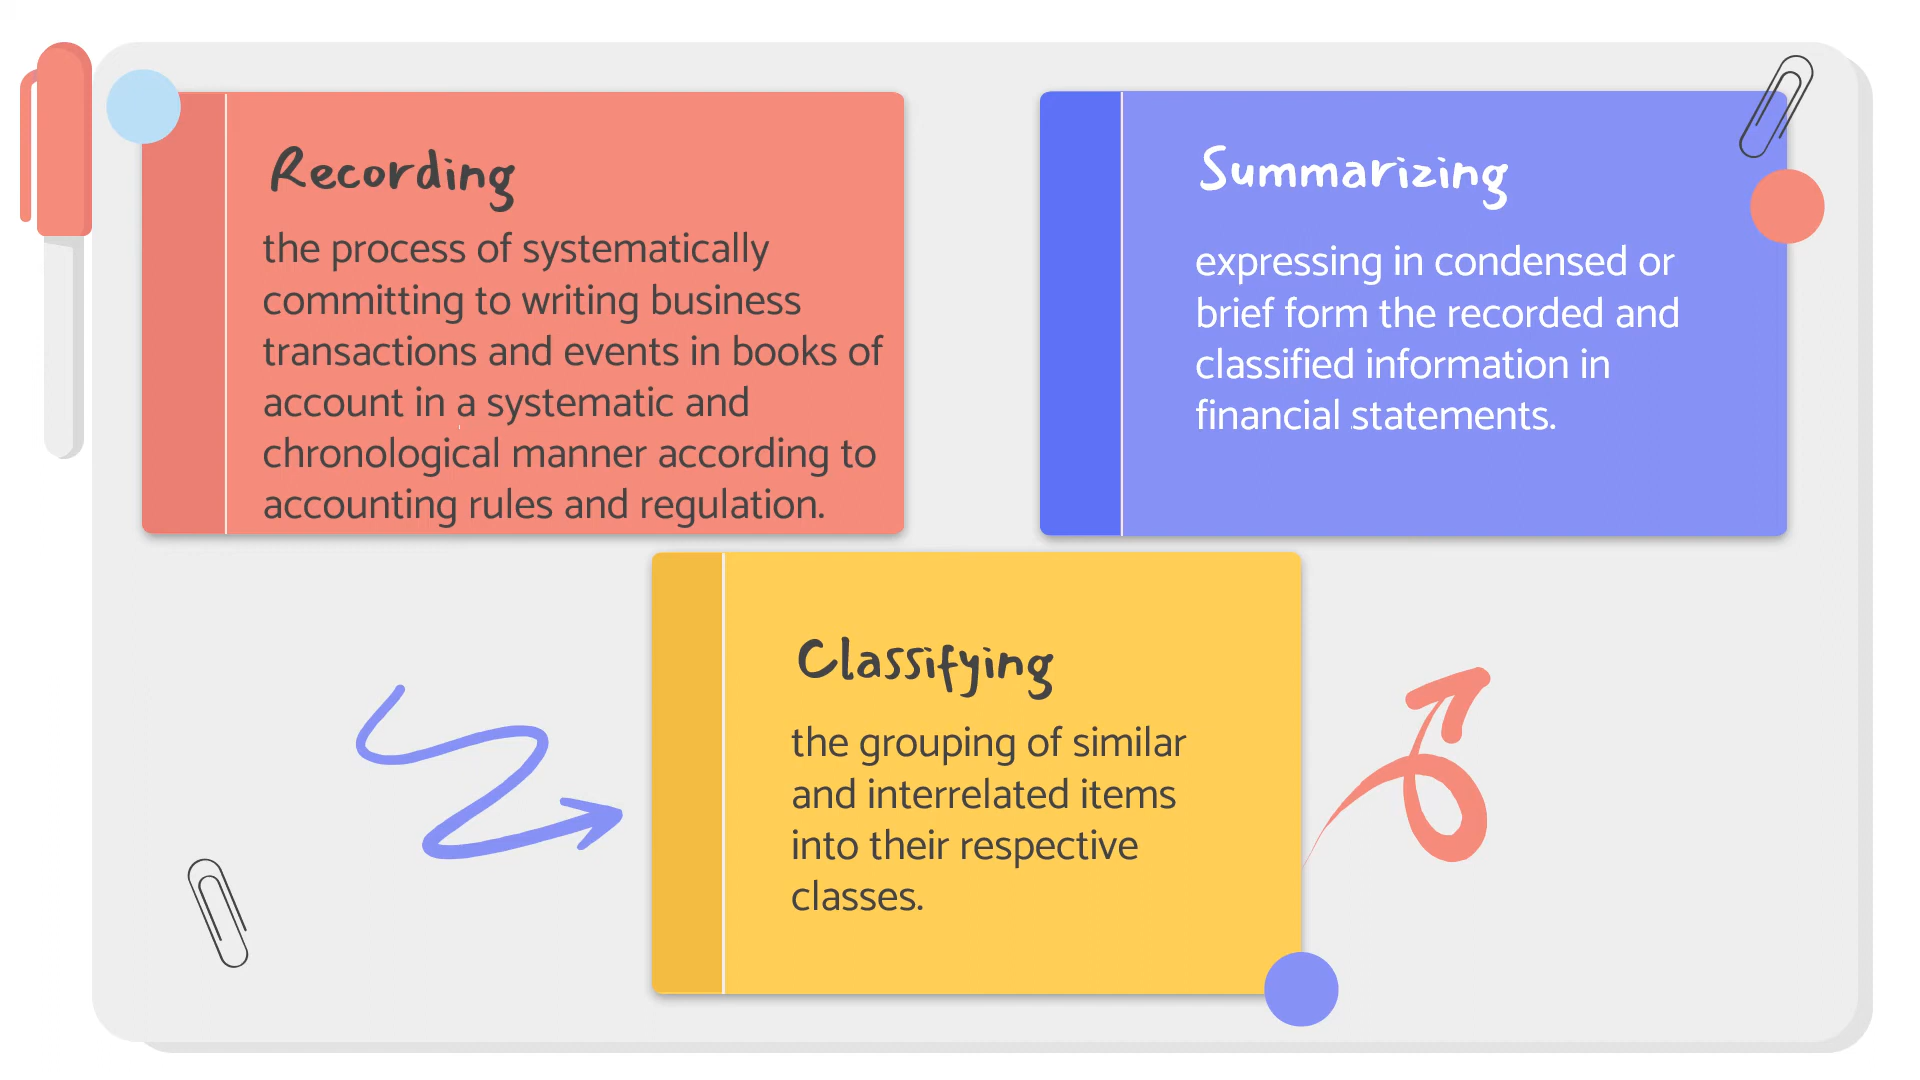 Recording
the process of systematically
committing to writing business
transactions and events in books of
account in a systematic and
chronological manner according to
accounting rules and regulation.
Summarizing
expressing in condensed or
brief form the recorded and
classified information in
financial statements.
Classifying
the grouping of similar
and interrelated items
into their respective
classes.